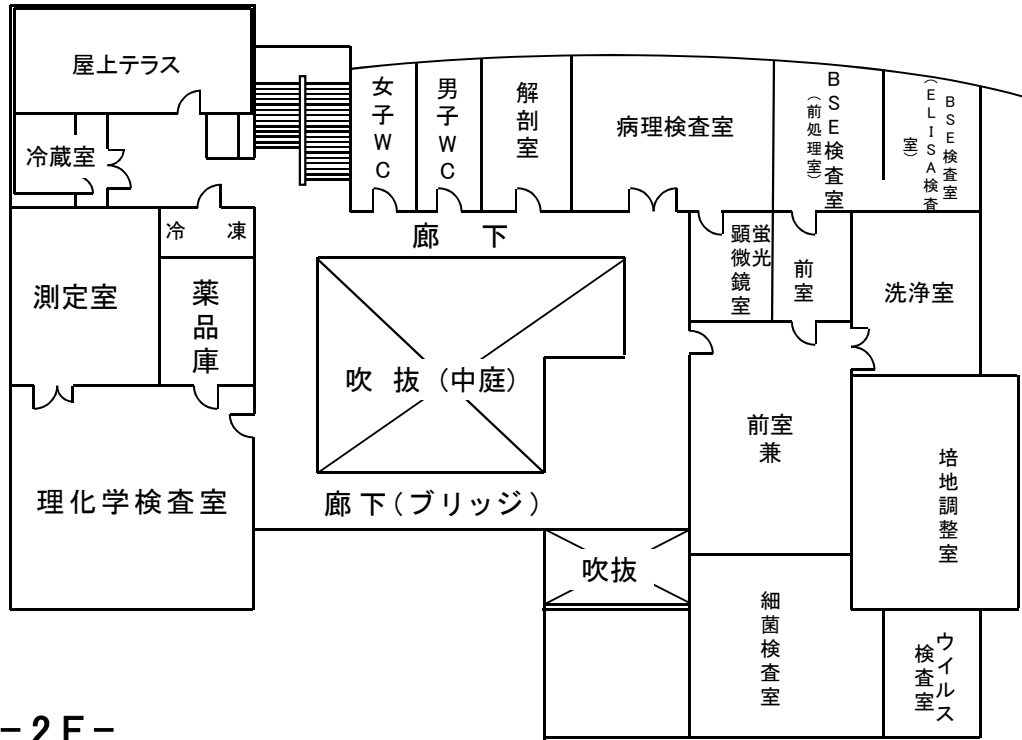 屋上テラス
冷蔵室
女子WC
男子WC
解剖室
病理検査室
BSE検査室
（前処理室）
BSE検査室
（ELISA検査
室）
廊　下
冷　凍
測定室
薬品庫
蛍光
顕微鏡室
前室
洗浄室
吹　抜　（中庭）
前室
兼
理化学検査室
廊下（ブリッジ）
培地調整室
吹抜
細菌検査室
ウイルス
検査室
－２Ｆ－